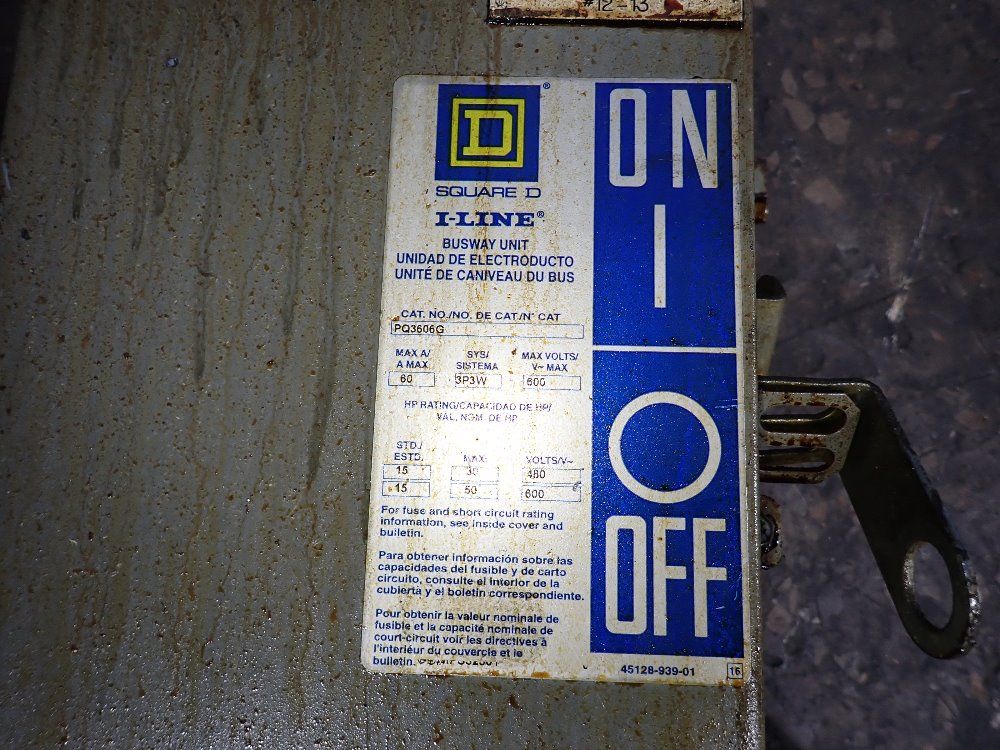 #12-13
D
®
SQUARE D
I-LINE®
BUSWAY UNIT
UNIDAD DE ELECTRODUCTO
UNITÉ DE CANIVEAU DU BUS
CAT. NO./NO. DE CAT./N° CAT
PQ3606G
MAX A/ SYS/ MAX VOLTS/
A MAX SISTEMA V~ MAX
60 3P3W 600
HP RATING/CAPACIDAD DE HP/
VAL. NOM. DE HP
STD./
ESTD. MAX. VOLTS/V~
15 30 480
15 50 600
For fuse and short circuit rating
information, see inside cover and
bulletin.
Para obtener información sobre las
capacidades del fusible y de carto
circuito, consulte el interior de la
cubierta y el boletin correspondiente.
Pour obtenir la valeur nominale de
fusible et la capacité nominale de
court-circuit voir les directives à
l'intérieur du couvercle et le
bulletin.
45128-939-01 16
ON
I
O
OFF